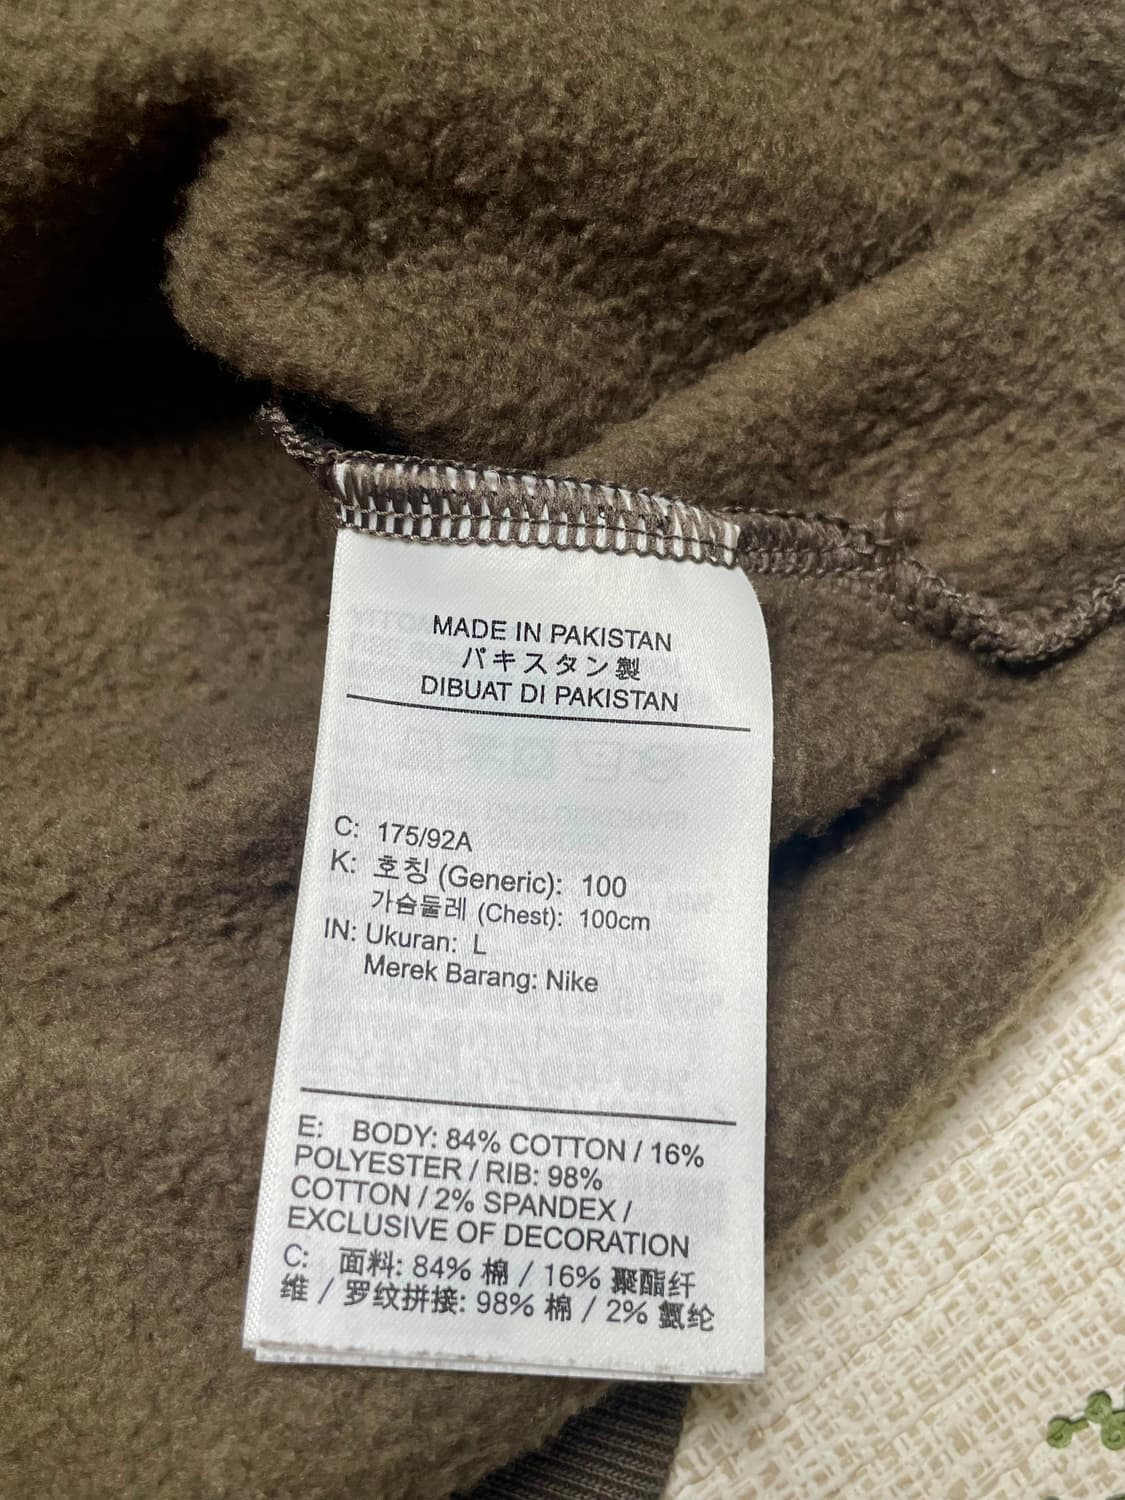 MADE IN PAKISTAN
パキスタン製
DIBUAT DI PAKISTAN
C: 175/92A
K: 호칭 (Generic): 100
가슴둘레 (Chest): 100cm
IN: Ukuran: L
Merek Barang: Nike
E: BODY: 84% COTTON / 16%
POLYESTER / RIB: 98%
COTTON / 2% SPANDEX /
EXCLUSIVE OF DECORATION
C: 面料: 84% 棉 / 16% 聚酯纤
维 / 罗纹拼接: 98% 棉 / 2% 氨纶